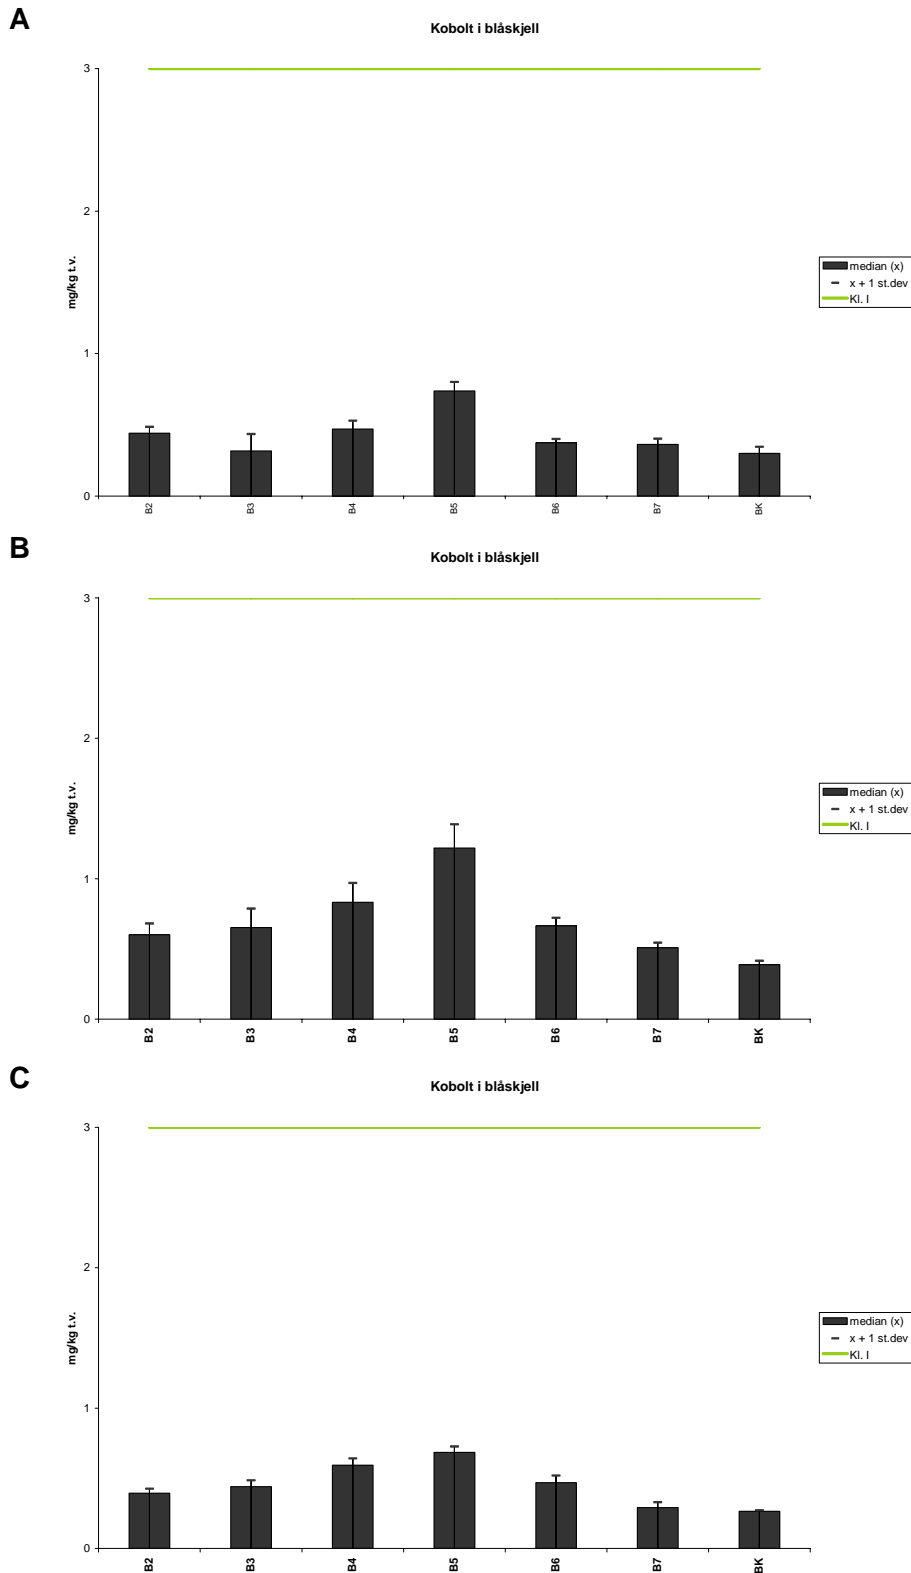 A
Kobolt i blåskjell
3
2
1
0
mg/kg t.v.
B2
B3
B4
B5
B6
B7
BK
median (x)
x + 1 st.dev
Kl. I
B
Kobolt i blåskjell
3
2
1
0
mg/kg t.v.
B2
B3
B4
B5
B6
B7
BK
median (x)
x + 1 st.dev
Kl. I
C
Kobolt i blåskjell
3
2
1
0
mg/kg t.v.
B2
B3
B4
B5
B6
B7
BK
median (x)
x + 1 st.dev
Kl. I